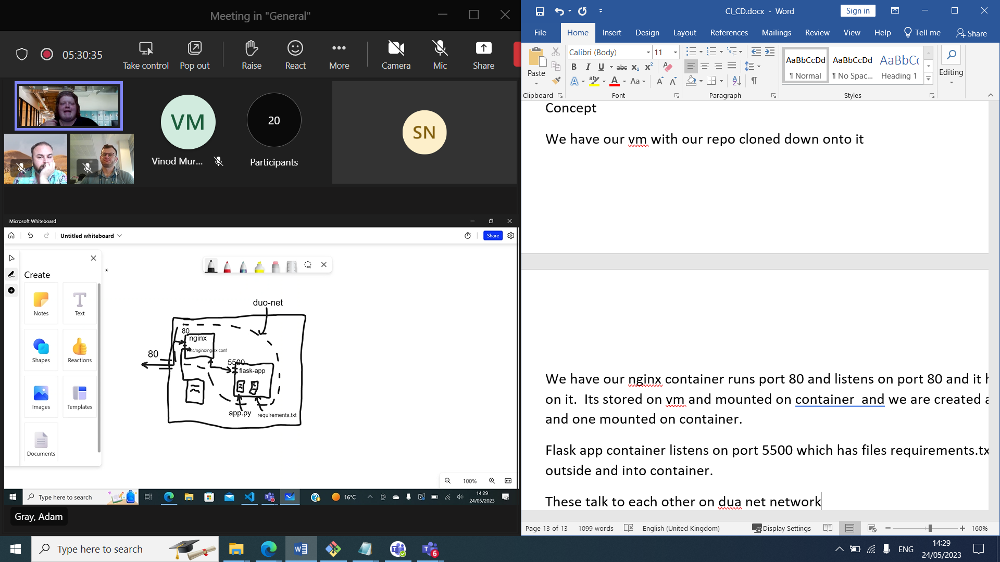 Meeting in "General"
05:30:35
Take control
Pop out
Raise
React
More
Camera
Mic
Share
VM
Vinod Mur...
20
Participants
SN
Microsoft Whiteboard
Untitled whiteboard
Share
Create
Notes
Text
Shapes
Reactions
Images
Templates
Documents
duo-net
80
nginx
etc/nginx/nginx.conf
80
5500
flask-app
app.py
requirements.txt
100%
Type here to search
16°C
14:29
24/05/2023
Gray, Adam
CI_CD.docx - Word
Sign in
File
Home
Insert
Design
Layout
References
Mailings
Review
View
Help
Tell me
Share
Paste
Clipboard
Calibri (Body)
11
B I U abc x₂ x²
A ab A Aa A A
Font
Paragraph
AaBbCcDd
¶ Normal
AaBbCcDd
¶ No Spac...
AaBbCc
Heading 1
Styles
Editing
Concept
We have our vm with our repo cloned down onto it
We have our nginx container runs port 80 and listens on port 80 and it h
on it. Its stored on vm and mounted on container and we are created a
and one mounted on container.
Flask app container listens on port 5500 which has files requirements.tx
outside and into container.
These talk to each other on dua net network
Page 13 of 13
1099 words
English (United Kingdom)
Display Settings
160%
Type here to search
6
ENG
14:29
24/05/2023